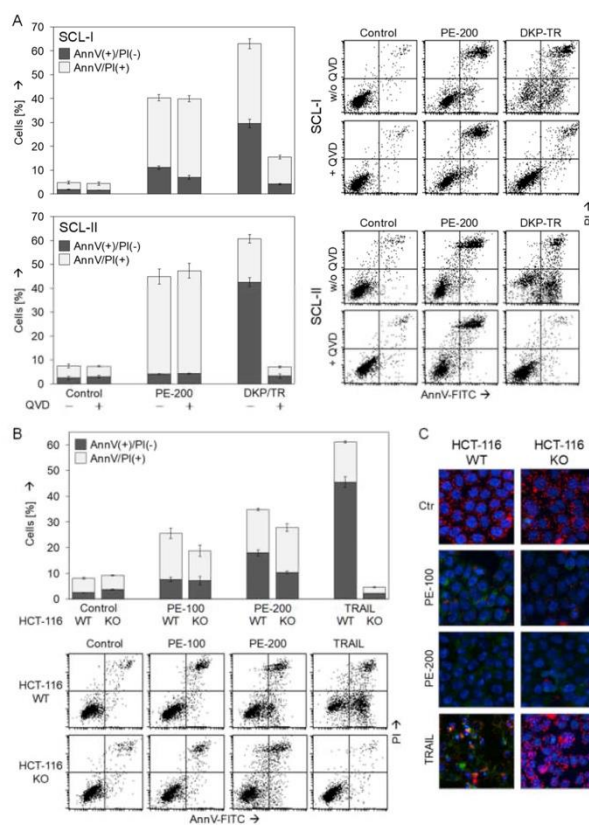 A
SCL-I
AnnV(+)/PI(-)
AnnV/PI(+)
Cells [%] →
70
60
50
40
30
20
10
0
SCL-II
AnnV(+)/PI(-)
AnnV/PI(+)
Cells [%] →
70
60
50
40
30
20
10
0
Control PE-200 DKP/TR
QVD – + – + – +
Control PE-200 DKP-TR
SCL-I
w/o QVD
+ QVD
PI →
Control PE-200 DKP-TR
SCL-II
w/o QVD
+ QVD
AnnV-FITC →
B
AnnV(+)/PI(-)
AnnV/PI(+)
Cells [%] →
60
50
40
30
20
10
0
Control PE-100 PE-200 TRAIL
HCT-116 WT KO WT KO WT KO WT KO
Control PE-100 PE-200 TRAIL
HCT-116 WT
HCT-116 KO
PI →
AnnV-FITC →
C
HCT-116 HCT-116
WT KO
Ctr
PE-100
PE-200
TRAIL